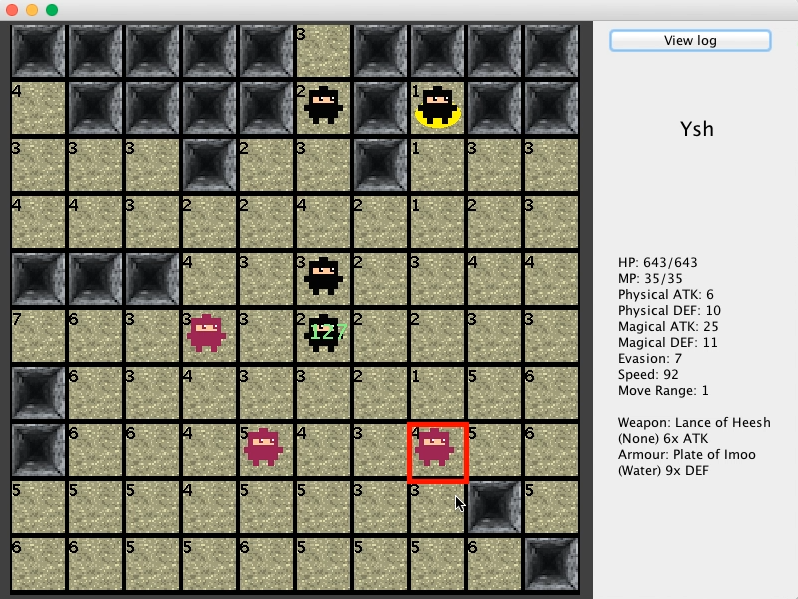 View log
Ysh
HP: 643/643
MP: 35/35
Physical ATK: 6
Physical DEF: 10
Magical ATK: 25
Magical DEF: 11
Evasion: 7
Speed: 92
Move Range: 1
Weapon: Lance of Heesh
(None) 6x ATK
Armour: Plate of Imoo
(Water) 9x DEF
3
4 2 1
3 3 3 2 3 1 3 3
4 4 3 2 2 4 2 1 2 3
4 3 3 2 3 4 4
7 6 3 3 3 2 127 2 2 3 3
6 3 4 3 3 2 1 5 6
6 6 4 5 4 3 4 5 6
5 5 5 4 5 5 3 3 5
6 6 5 5 6 5 5 5 6